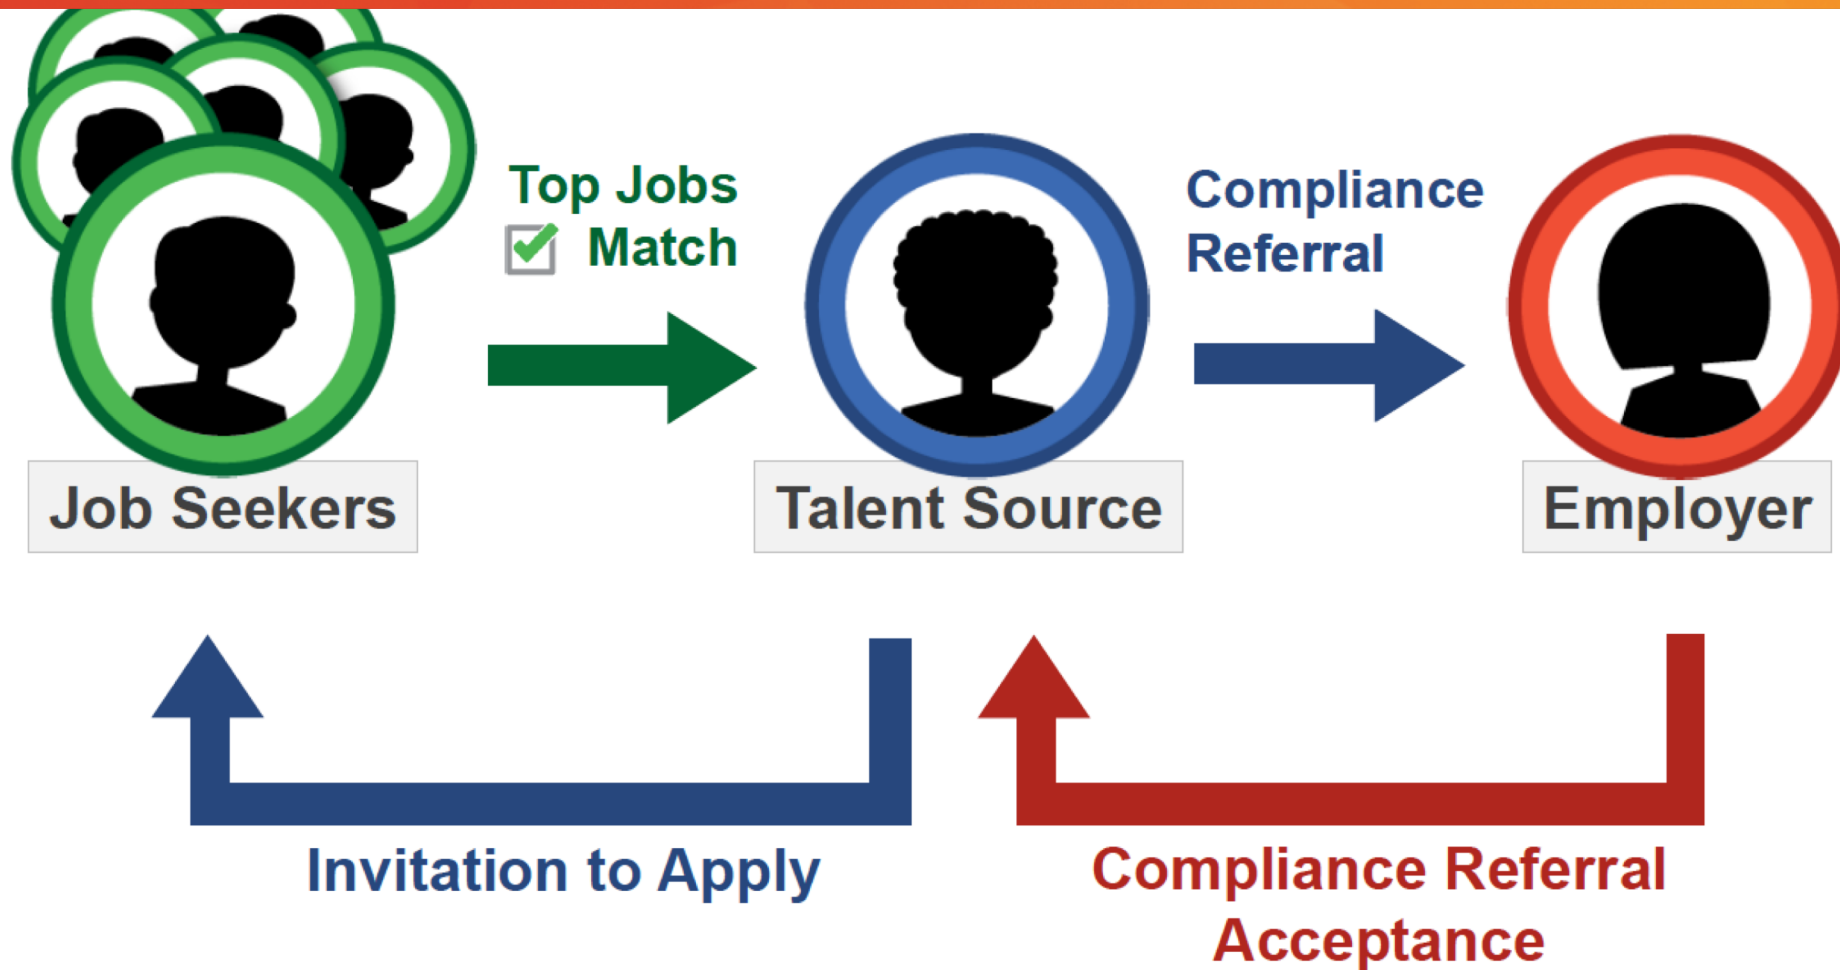 Top Jobs
Match
Compliance
Referral
Job Seekers
Talent Source
Employer
Invitation to Apply
Compliance Referral
Acceptance